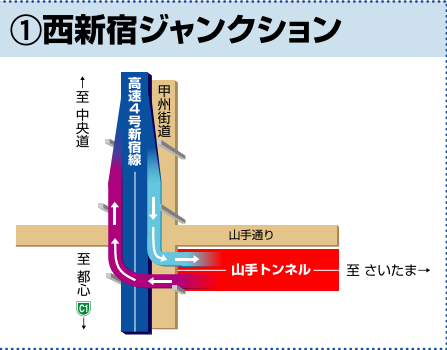 ①西新宿ジャンクション
↑至 中央道
高速4号新宿線
甲州街道
山手通り
山手トンネル
至 さいたま→
至 都心
C1
↓